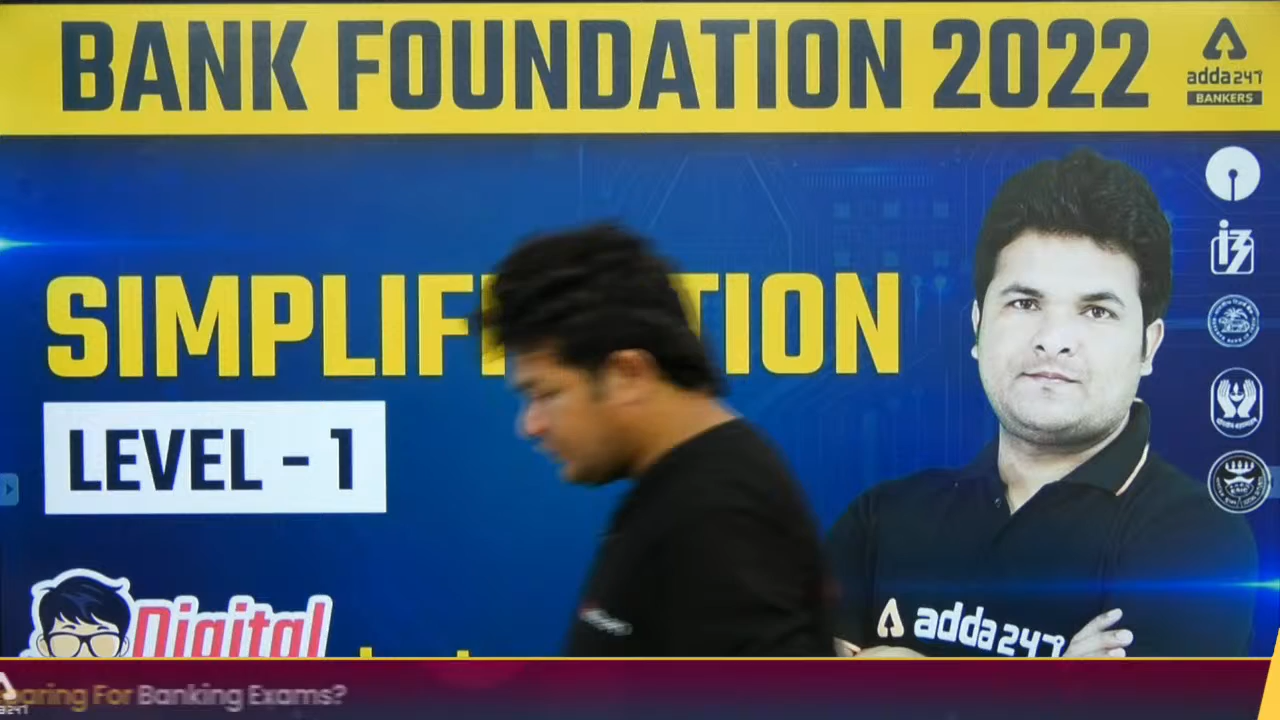 BANK FOUNDATION 2022
adda247
BANKERS
SIMPLIF TION
LEVEL - 1
Digital
adda247
aring For Banking Exams?